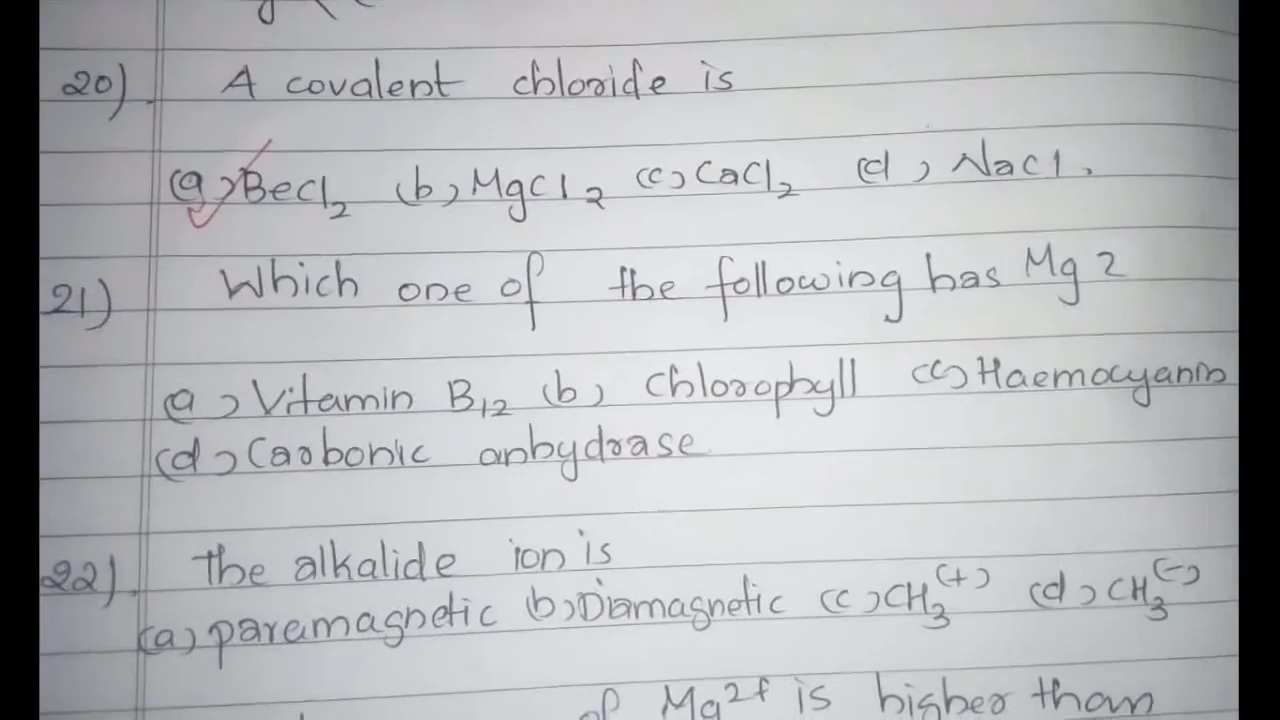 20) A covalent chloride is
(a) BeCl2 (b) MgCl2 (c) CaCl2 (d) NaCl.
21) Which one of the following has Mg?
(a) Vitamin B12 (b) Chlorophyll (c) Haemocyanin
(d) Carbonic anhydrase
22) the alkalide ion is
(a) paramagnetic (b) Diamagnetic (c) CH3(+) (d) CH3(-)
of Mg2+ is higher than